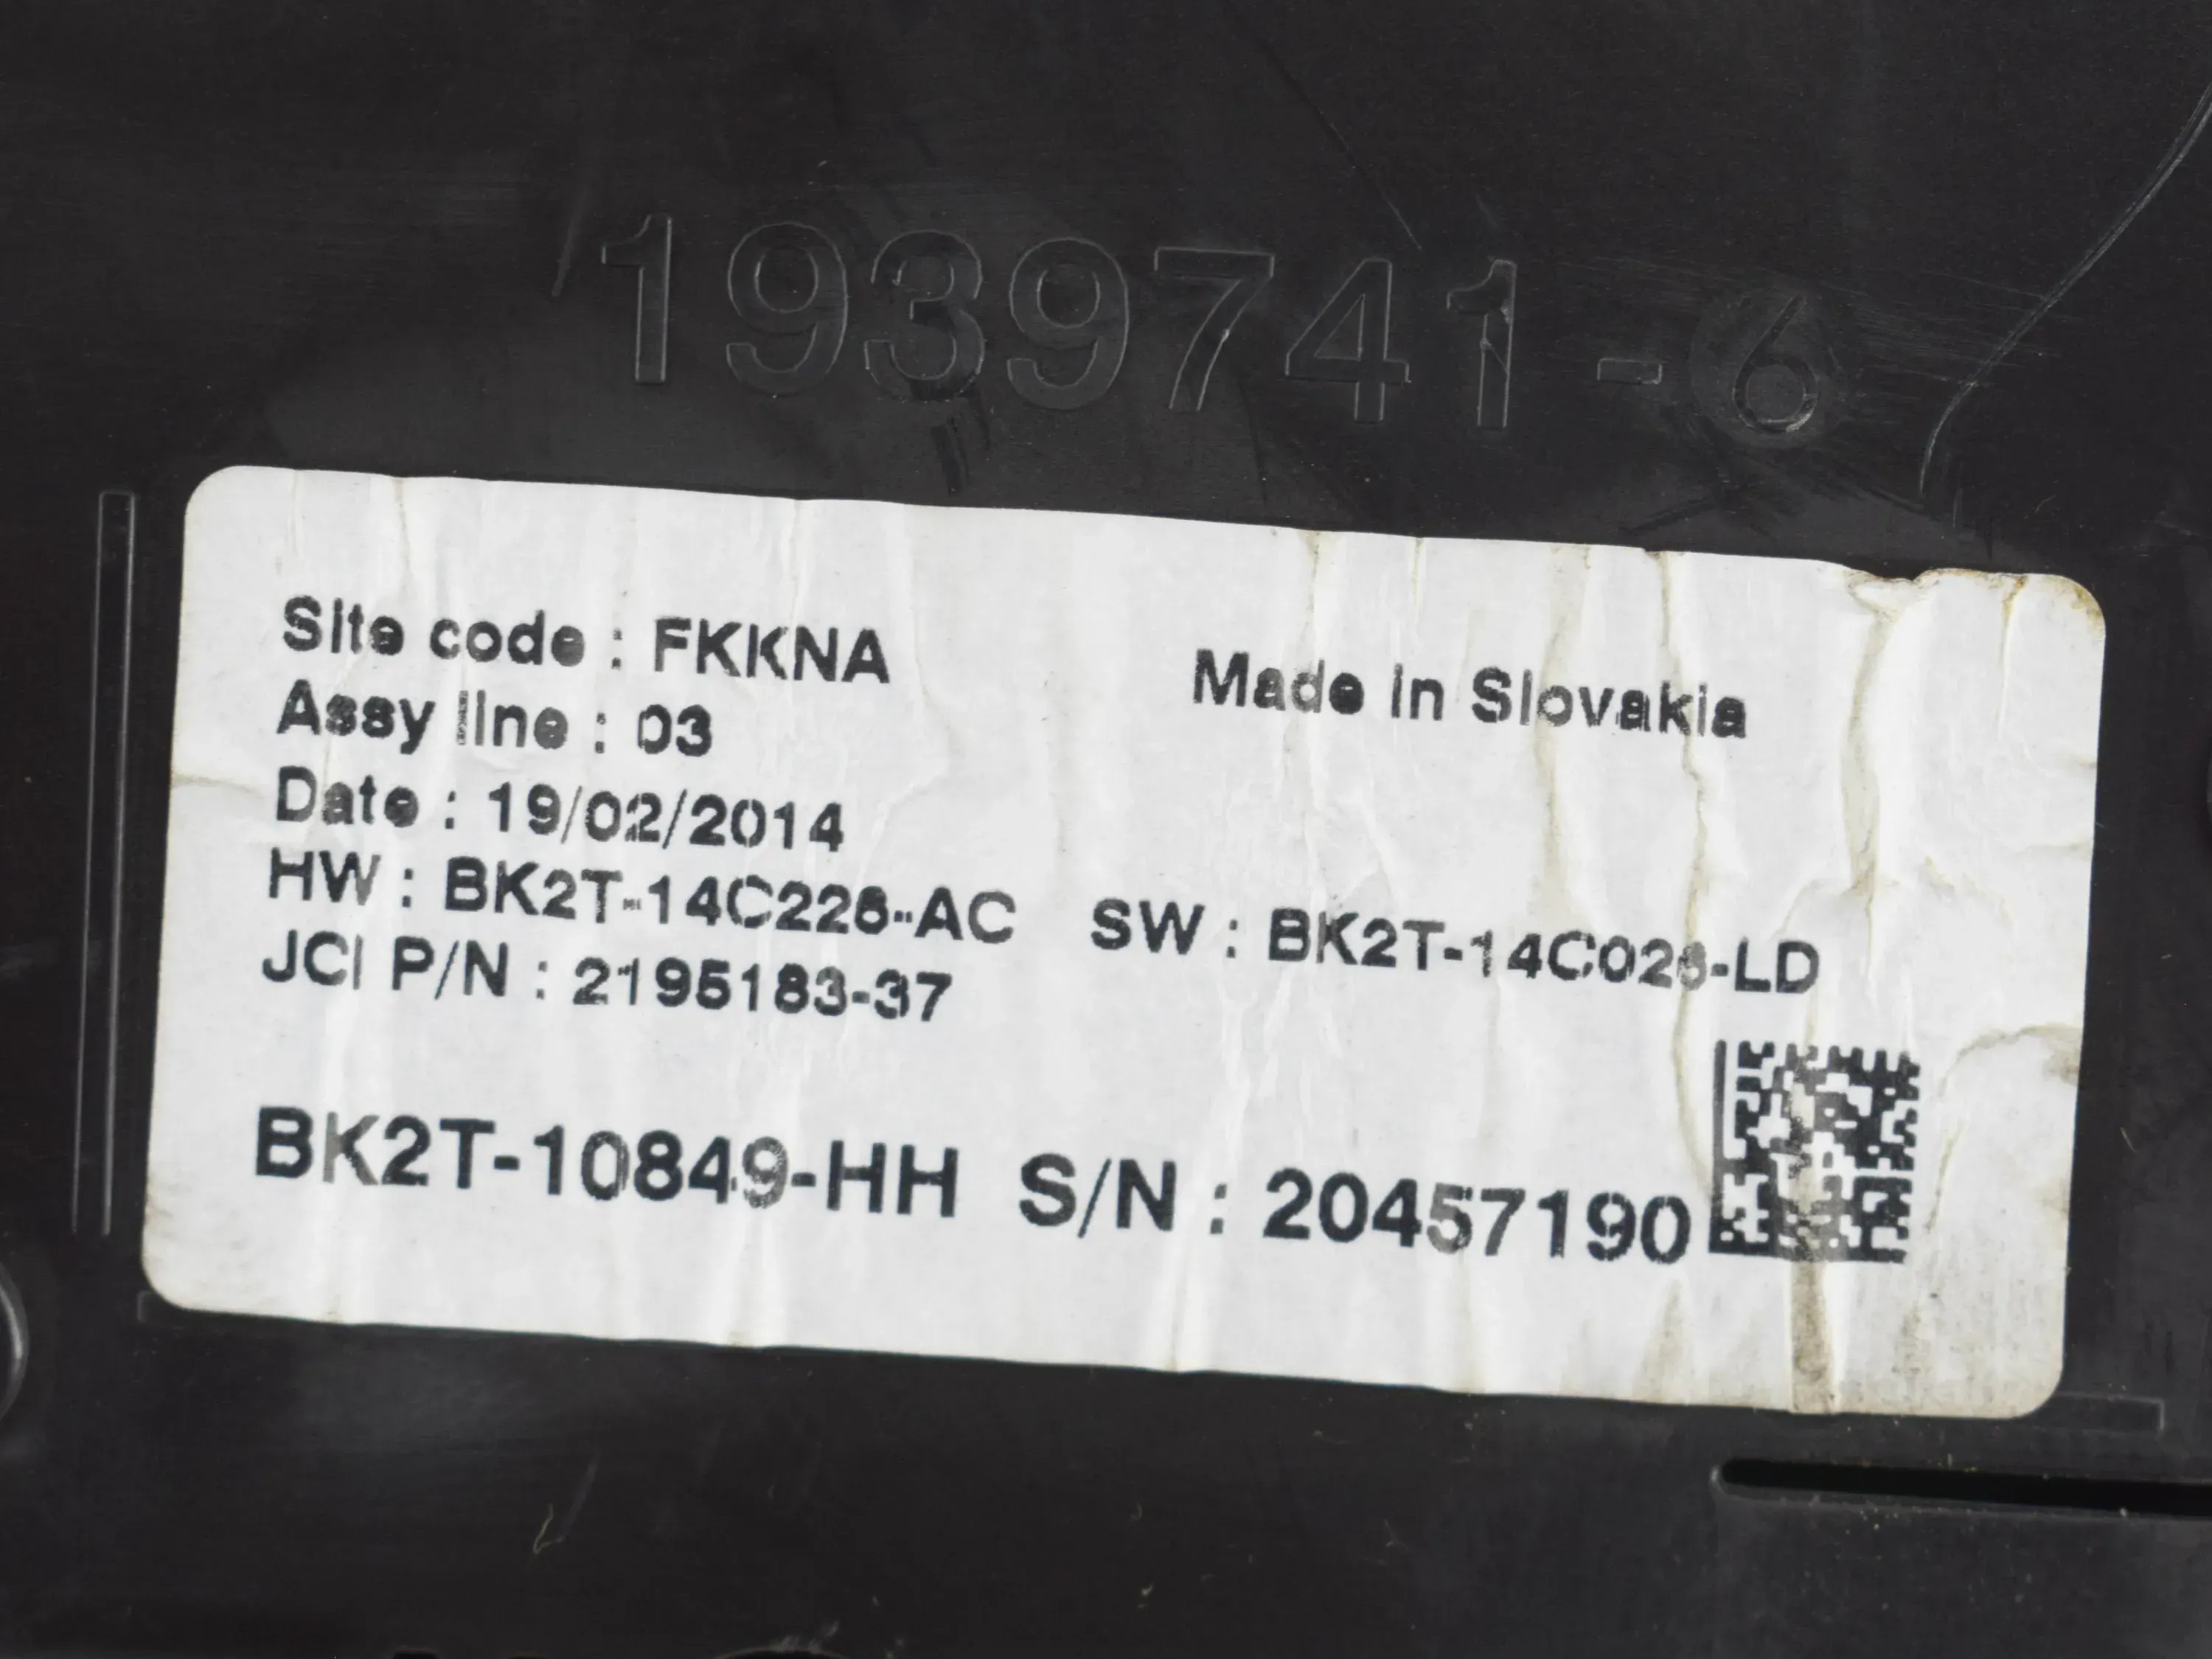 1939741-6
Site code : FKKNA
Made in Slovakia
Assy line : 03
Date : 19/02/2014
HW : BK2T-14C226-AC SW : BK2T-14C026-LD
JCI P/N : 2195183-37
BK2T-10849-HH S/N : 20457190